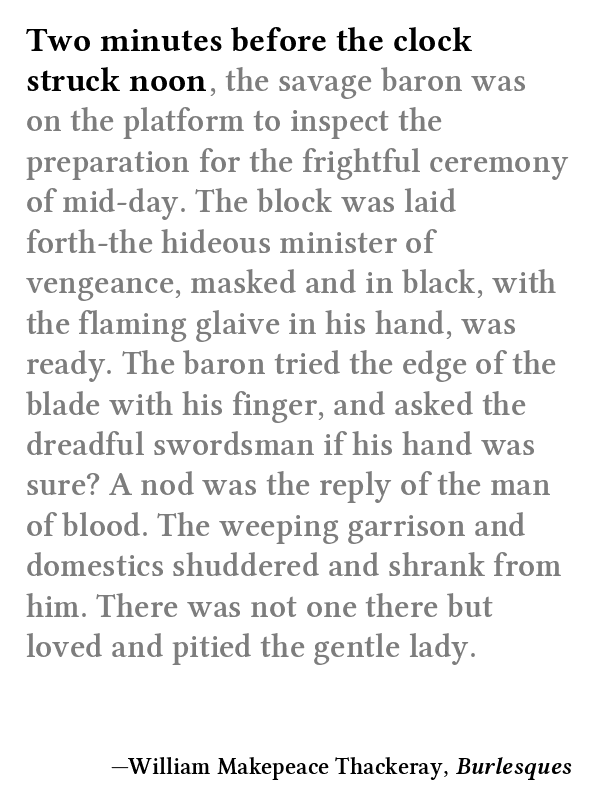 Two minutes before the clock
struck noon, the savage baron was
on the platform to inspect the
preparation for the frightful ceremony
of mid-day. The block was laid
forth-the hideous minister of
vengeance, masked and in black, with
the flaming glaive in his hand, was
ready. The baron tried the edge of the
blade with his finger, and asked the
dreadful swordsman if his hand was
sure? A nod was the reply of the man
of blood. The weeping garrison and
domestics shuddered and shrank from
him. There was not one there but
loved and pitied the gentle lady.
—William Makepeace Thackeray, Burlesques